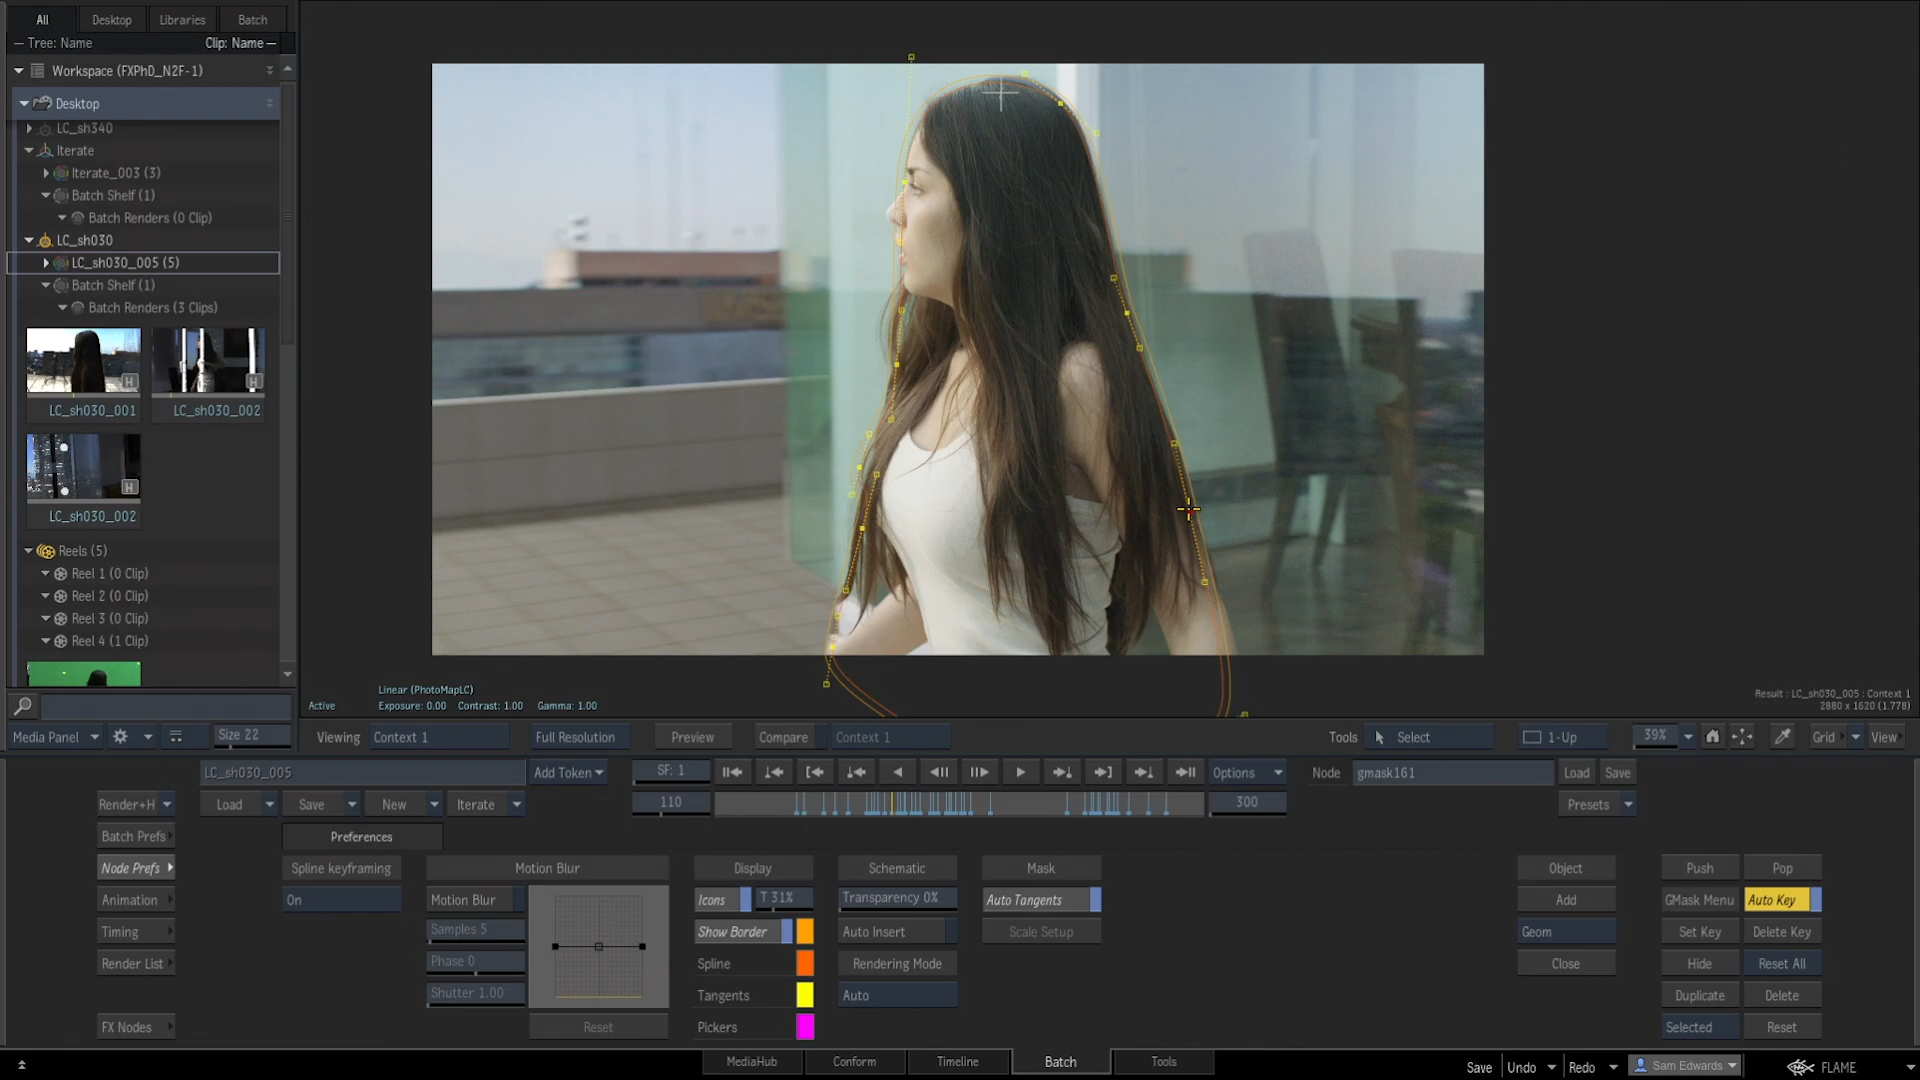 All
Desktop
Libraries
Batch
Tree: Name
Clip: Name
Workspace (FXPhD_N2F-1)
Desktop
LC_sh340
Iterate
Iterate_003 (3)
Batch Shelf (1)
Batch Renders (0 Clip)
LC_sh030
LC_sh030_005 (5)
Batch Shelf (1)
Batch Renders (3 Clips)
H
H
LC_sh030_001
LC_sh030_002
H
LC_sh030_002
Reels (5)
Reel 1 (0 Clip)
Reel 2 (0 Clip)
Reel 3 (0 Clip)
Reel 4 (1 Clip)
Linear (PhotoMapLC)
Active
Exposure: 0.00 Contrast: 1.00 Gamma: 1.00
Result : LC_sh030_005 : Context 1
2880 x 1620 (1.778)
Media Panel
Size 22
Viewing
Context 1
Full Resolution
Preview
Compare
Context 1
Tools
Select
1-Up
39%
Grid
View
LC_sh030_005
Add Token
SF: 1
Options
Node
gmask161
Load
Save
Render+H
Load
Save
New
Iterate
110
300
Presets
Batch Prefs
Preferences
Node Prefs
Spline keyframing
Motion Blur
Display
Schematic
Mask
Object
Push
Pop
Animation
On
Motion Blur
Icons
T 31%
Transparency 0%
Auto Tangents
Add
GMask Menu
Auto Key
Timing
Samples 5
Show Border
Auto Insert
Scale Setup
Geom
Set Key
Delete Key
Render List
Phase 0
Spline
Rendering Mode
Close
Hide
Reset All
Shutter 1.00
Tangents
Auto
Duplicate
Delete
FX Nodes
Reset
Pickers
Selected
Reset
MediaHub
Conform
Timeline
Batch
Tools
Save
Undo
Redo
Sam Edwards
FLAME